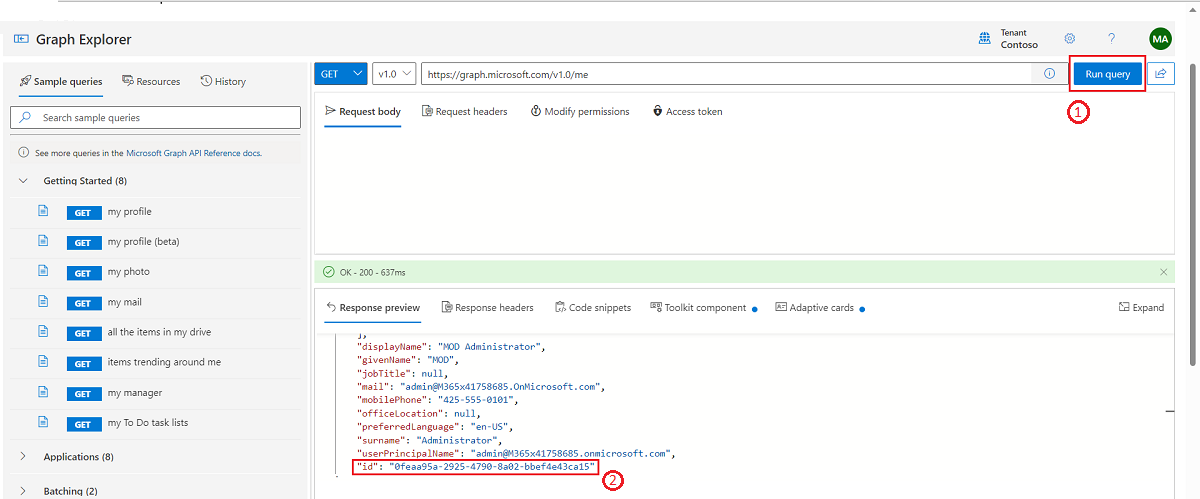 Graph Explorer
Tenant
Contoso
?
MA
Sample queries
Resources
History
GET
v1.0
https://graph.microsoft.com/v1.0/me
Run query
1
Search sample queries
Request body
Request headers
Modify permissions
Access token
See more queries in the Microsoft Graph API Reference docs.
Getting Started (8)
GET my profile
GET my profile (beta)
GET my photo
GET my mail
GET all the items in my drive
GET items trending around me
GET my manager
GET my To Do task lists
Applications (8)
Batching (2)
OK - 200 - 637ms
Response preview
Response headers
Code snippets
Toolkit component
Adaptive cards
Expand
],
"displayName": "MOD Administrator",
"givenName": "MOD",
"jobTitle": null,
"mail": "admin@M365x41758685.OnMicrosoft.com",
"mobilePhone": "425-555-0101",
"officeLocation": null,
"preferredLanguage": "en-US",
"surname": "Administrator",
"userPrincipalName": "admin@M365x41758685.onmicrosoft.com",
"id": "0feaa95a-2925-4790-8a02-bbef4e43ca15"
2